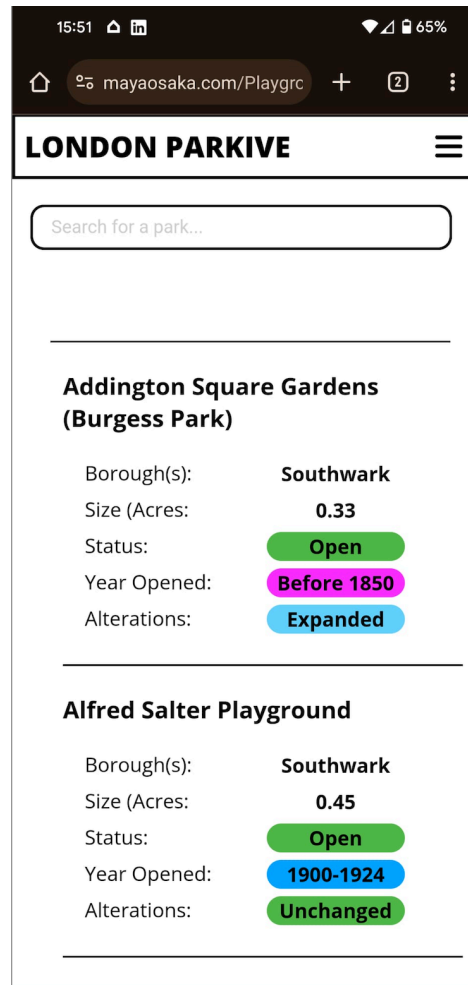 15:51 in 65%
mayaosaka.com/Playgrc 2
LONDON PARKIVE
Search for a park...
Addington Square Gardens
(Burgess Park)
Borough(s): Southwark
Size (Acres: 0.33
Status: Open
Year Opened: Before 1850
Alterations: Expanded
Alfred Salter Playground
Borough(s): Southwark
Size (Acres: 0.45
Status: Open
Year Opened: 1900-1924
Alterations: Unchanged